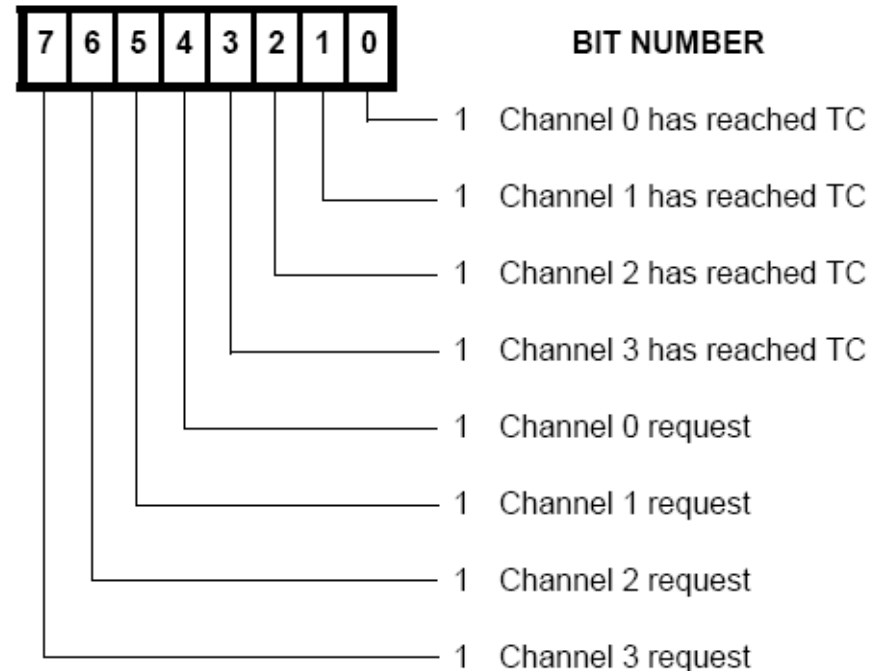 7 6 5 4 3 2 1 0 BIT NUMBER
1 Channel 0 has reached TC
1 Channel 1 has reached TC
1 Channel 2 has reached TC
1 Channel 3 has reached TC
1 Channel 0 request
1 Channel 1 request
1 Channel 2 request
1 Channel 3 request